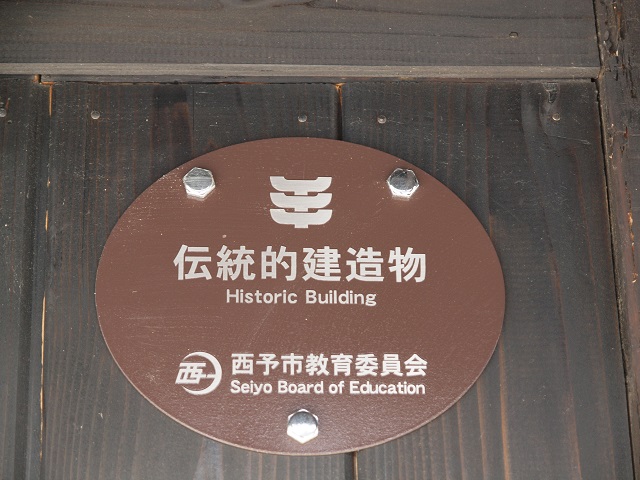 伝統的建造物
Historic Building
西予市教育委員会
Seiyo Board of Education